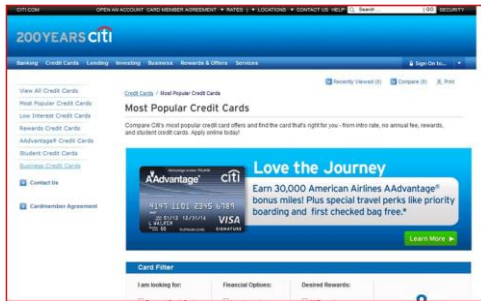 CITI.COM OPEN AN ACCOUNT CARD MEMBER AGREEMENT RATES LOCATIONS CONTACT US HELP Search... GO SECURITY
200 YEARS citi
Banking Credit Cards Lending Investing Business Rewards & Offers Services Sign On to...
Recently Viewed (0) Compare (0) Print
View All Credit Cards
Most Popular Credit Cards
Low Interest Credit Cards
Rewards Credit Cards
AAdvantage® Credit Cards
Student Credit Cards
Business Credit Cards
Contact Us
Cardmember Agreement
Credit Cards / Most Popular Credit Cards
Most Popular Credit Cards
Compare Citi's most popular credit card offers and find the card that's right for you - from intro rate, no annual fee, rewards,
and student credit cards. Apply online today!
AAdvantage® citi
L WALKER
VISA
SIGNATURE
Love the Journey
Earn 30,000 American Airlines AAdvantage®
bonus miles! Plus special travel perks like priority
boarding and first checked bag free.*
Learn More
Card Filter
I am looking for: Financial Options: Desired Rewards: